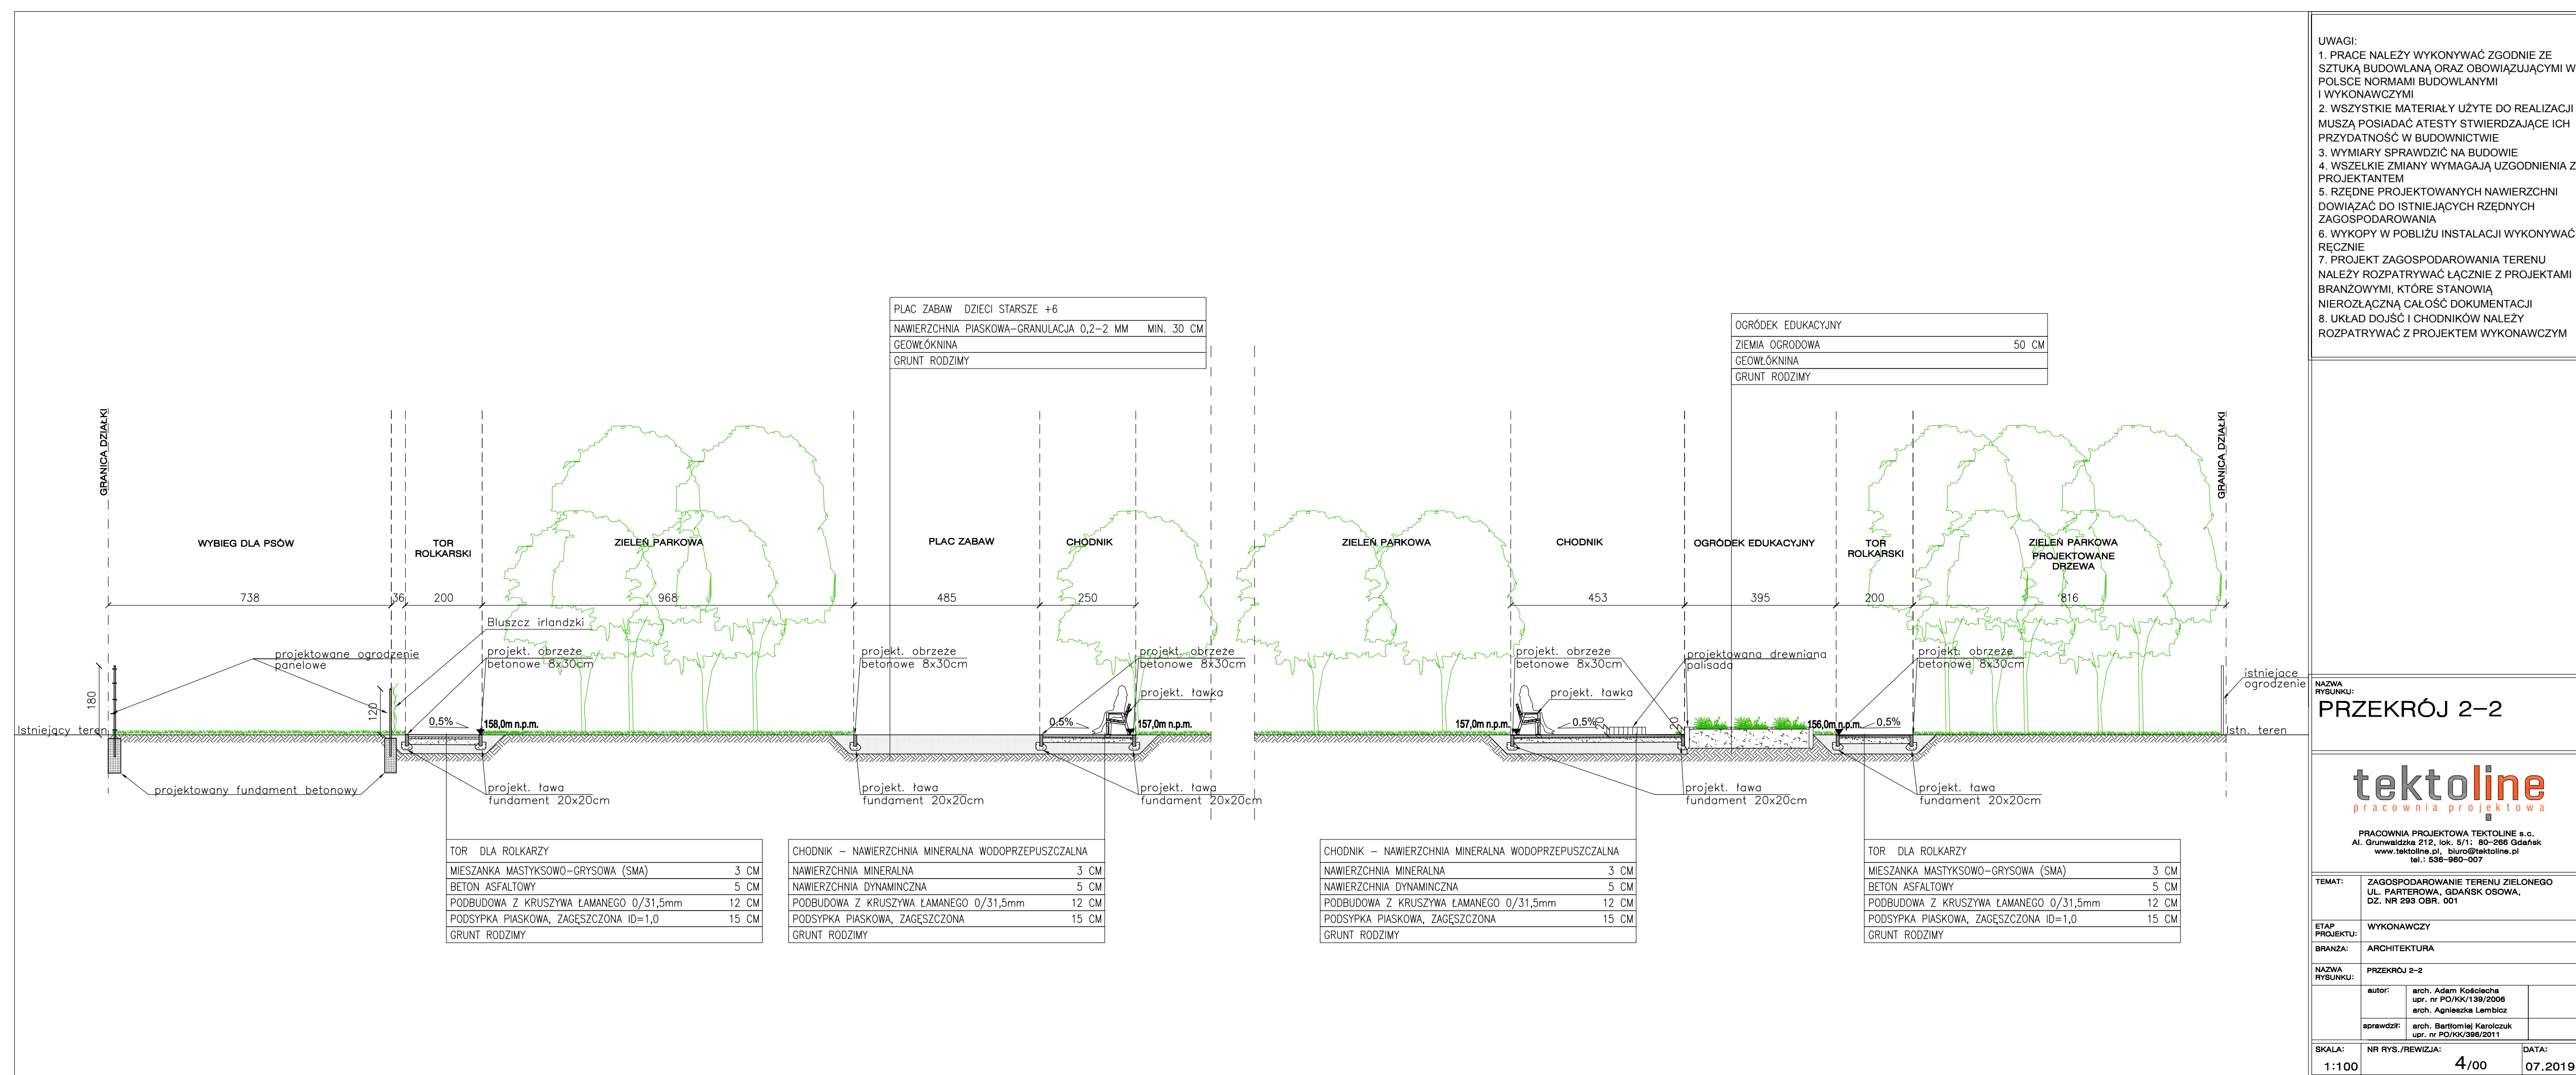 UWAGI:
1. PRACE NALEŻY WYKONYWAĆ ZGODNIE ZE
SZTUKĄ BUDOWLANĄ ORAZ OBOWIĄZUJĄCYMI W
POLSCE NORMAMI BUDOWLANYMI
I WYKONAWCZYMI
2. WSZYSTKIE MATERIAŁY UŻYTE DO REALIZACJI
MUSZĄ POSIADAĆ ATESTY STWIERDZAJĄCE ICH
PRZYDATNOŚĆ W BUDOWNICTWIE
3. WYMIARY SPRAWDZIĆ NA BUDOWIE
4. WSZELKIE ZMIANY WYMAGAJĄ UZGODNIENIA Z
PROJEKTANTEM
5. RZĘDNE PROJEKTOWANYCH NAWIERZCHNI
DOWIĄZAĆ DO ISTNIEJĄCYCH RZĘDNYCH
ZAGOSPODAROWANIA
6. WYKOPY W POBLIŻU INSTALACJI WYKONYWAĆ
RĘCZNIE
7. PROJEKT ZAGOSPODAROWANIA TERENU
NALEŻY ROZPATRYWAĆ ŁĄCZNIE Z PROJEKTAMI
BRANŻOWYMI, KTÓRE STANOWIĄ
NIEROZŁĄCZNĄ CAŁOŚĆ DOKUMENTACJI
8. UKŁAD DOJŚĆ I CHODNIKÓW NALEŻY
ROZPATRYWAĆ Z PROJEKTEM WYKONAWCZYM
PLAC ZABAW DZIECI STARSZE +6
NAWIERZCHNIA PIASKOWA-GRANULACJA 0,2-2 MM MIN. 30 CM
GEOWŁÓKNINA
GRUNT RODZIMY
OGRÓDEK EDUKACYJNY
ZIEMIA OGRODOWA 50 CM
GEOWŁÓKNINA
GRUNT RODZIMY
GRANICA DZIAŁKI
WYBIEG DLA PSÓW
TOR
ROLKARSKI
ZIELEŃ PARKOWA
PLAC ZABAW
CHODNIK
ZIELEŃ PARKOWA
CHODNIK
OGRÓDEK EDUKACYJNY
TOR
ROLKARSKI
ZIELEŃ PARKOWA
PROJEKTOWANE
DRZEWA
GRANICA DZIAŁKI
738 36 200 968 485 250 453 395 200 816
Bluszcz irlandzki
projektowane ogrodzenie
panelowe
projekt. obrzeże
betonowe 8x30cm
projekt. obrzeże
betonowe 8x30cm
projekt. obrzeże
betonowe 8x30cm
projekt. ławka
projekt. obrzeże
betonowe 8x30cm
projekt. ławka
projektowana drewniana
palisada
projekt. obrzeże
betonowe 8x30cm
istniejące
ogrodzenie
180
120
0,5%
158,0m n.p.m.
0,5%
157,0m n.p.m.
157,0m n.p.m.
0,5%
20
20
156,0m n.p.m.
0,5%
Istniejący teren
Istn. teren
projektowany fundament betonowy
projekt. ława
fundament 20x20cm
projekt. ława
fundament 20x20cm
projekt. ława
fundament 20x20cm
projekt. ława
fundament 20x20cm
projekt. ława
fundament 20x20cm
TOR DLA ROLKARZY
MIESZANKA MASTYKSOWO-GRYSOWA (SMA) 3 CM
BETON ASFALTOWY 5 CM
PODBUDOWA Z KRUSZYWA ŁAMANEGO 0/31,5mm 12 CM
PODSYPKA PIASKOWA, ZAGĘSZCZONA ID=1,0 15 CM
GRUNT RODZIMY
CHODNIK - NAWIERZCHNIA MINERALNA WODOPRZEPUSZCZALNA
NAWIERZCHNIA MINERALNA 3 CM
NAWIERZCHNIA DYNAMINCZNA 5 CM
PODBUDOWA Z KRUSZYWA ŁAMANEGO 0/31,5mm 12 CM
PODSYPKA PIASKOWA, ZAGĘSZCZONA 15 CM
GRUNT RODZIMY
CHODNIK - NAWIERZCHNIA MINERALNA WODOPRZEPUSZCZALNA
NAWIERZCHNIA MINERALNA 3 CM
NAWIERZCHNIA DYNAMINCZNA 5 CM
PODBUDOWA Z KRUSZYWA ŁAMANEGO 0/31,5mm 12 CM
PODSYPKA PIASKOWA, ZAGĘSZCZONA 15 CM
GRUNT RODZIMY
TOR DLA ROLKARZY
MIESZANKA MASTYKSOWO-GRYSOWA (SMA) 3 CM
BETON ASFALTOWY 5 CM
PODBUDOWA Z KRUSZYWA ŁAMANEGO 0/31,5mm 12 CM
PODSYPKA PIASKOWA, ZAGĘSZCZONA ID=1,0 15 CM
GRUNT RODZIMY
NAZWA
RYSUNKU:
PRZEKRÓJ 2-2
tektoline
pracownia projektowa
PRACOWNIA PROJEKTOWA TEKTOLINE s.c.
Al. Grunwaldzka 212, lok. 5/1; 80-266 Gdańsk
www.tektoline.pl, biuro@tektoline.pl
tel.: 536-960-007
TEMAT: ZAGOSPODAROWANIE TERENU ZIELONEGO
UL. PARTEROWA, GDAŃSK OSOWA,
DZ. NR 293 OBR. 001
ETAP
PROJEKTU: WYKONAWCZY
BRANŻA: ARCHITEKTURA
NAZWA
RYSUNKU: PRZEKRÓJ 2-2
autor: arch. Adam Kościecha
upr. nr PO/KK/139/2006
arch. Agnieszka Lembicz
sprawdził: arch. Bartłomiej Karolczuk
upr. nr PO/KK/396/2011
SKALA: NR RYS./REWIZJA: DATA:
1:100 4/00 07.2019